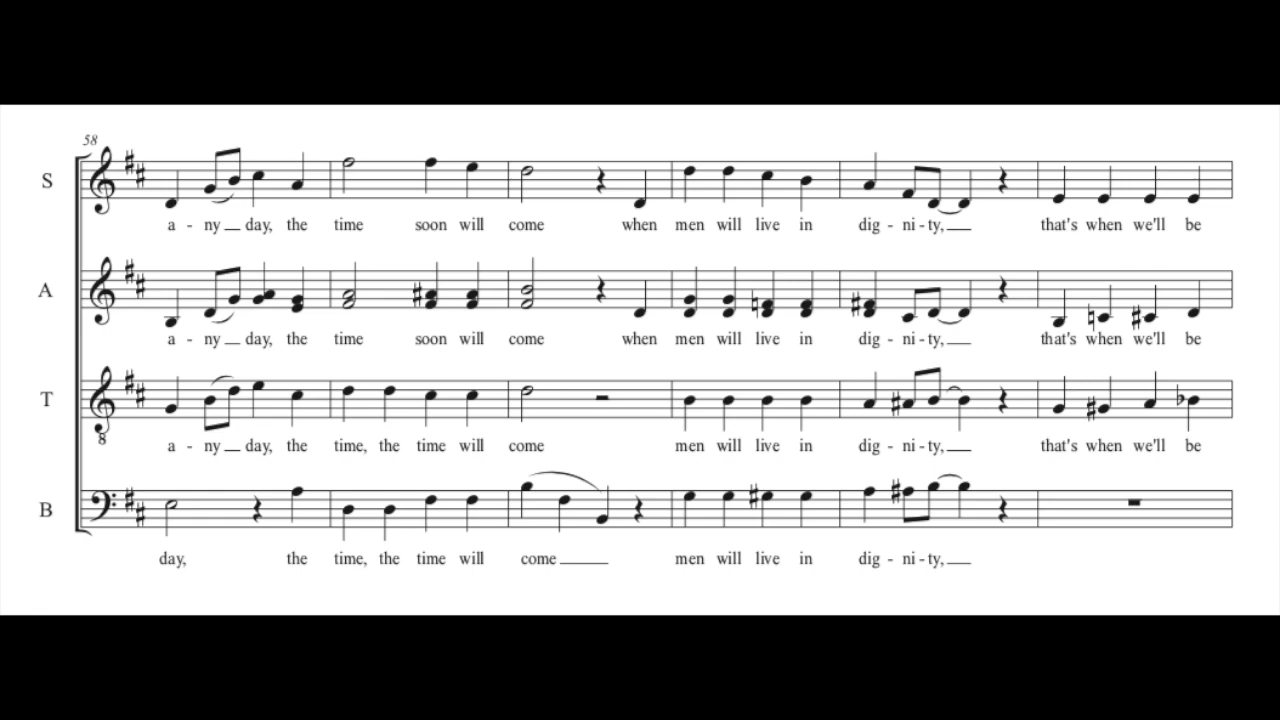 58
S
a - ny day, the time soon will come when men will live in dig - ni - ty, that's when we'll be
A
a - ny day, the time soon will come when men will live in dig - ni - ty, that's when we'll be
T
8
a - ny day, the time, the time will come men will live in dig - ni - ty, that's when we'll be
B
day, the time, the time will come men will live in dig - ni - ty,